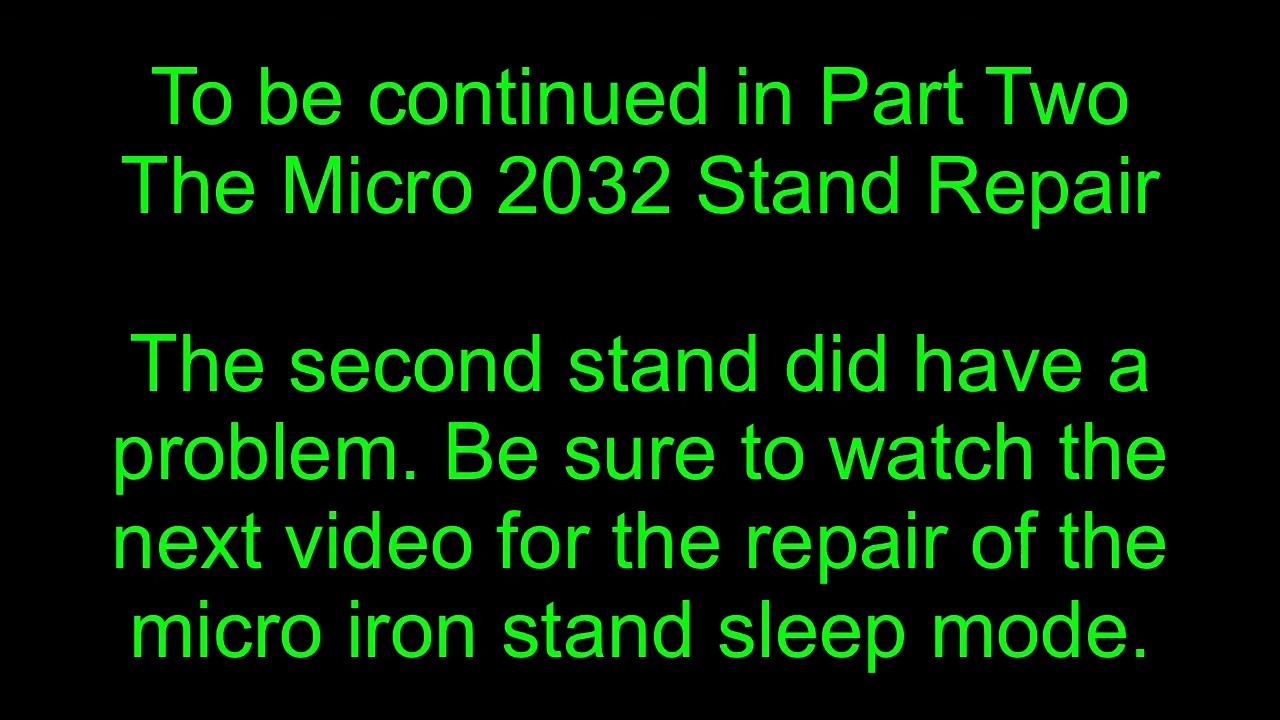 To be continued in Part Two
The Micro 2032 Stand Repair
The second stand did have a
problem. Be sure to watch the
next video for the repair of the
micro iron stand sleep mode.